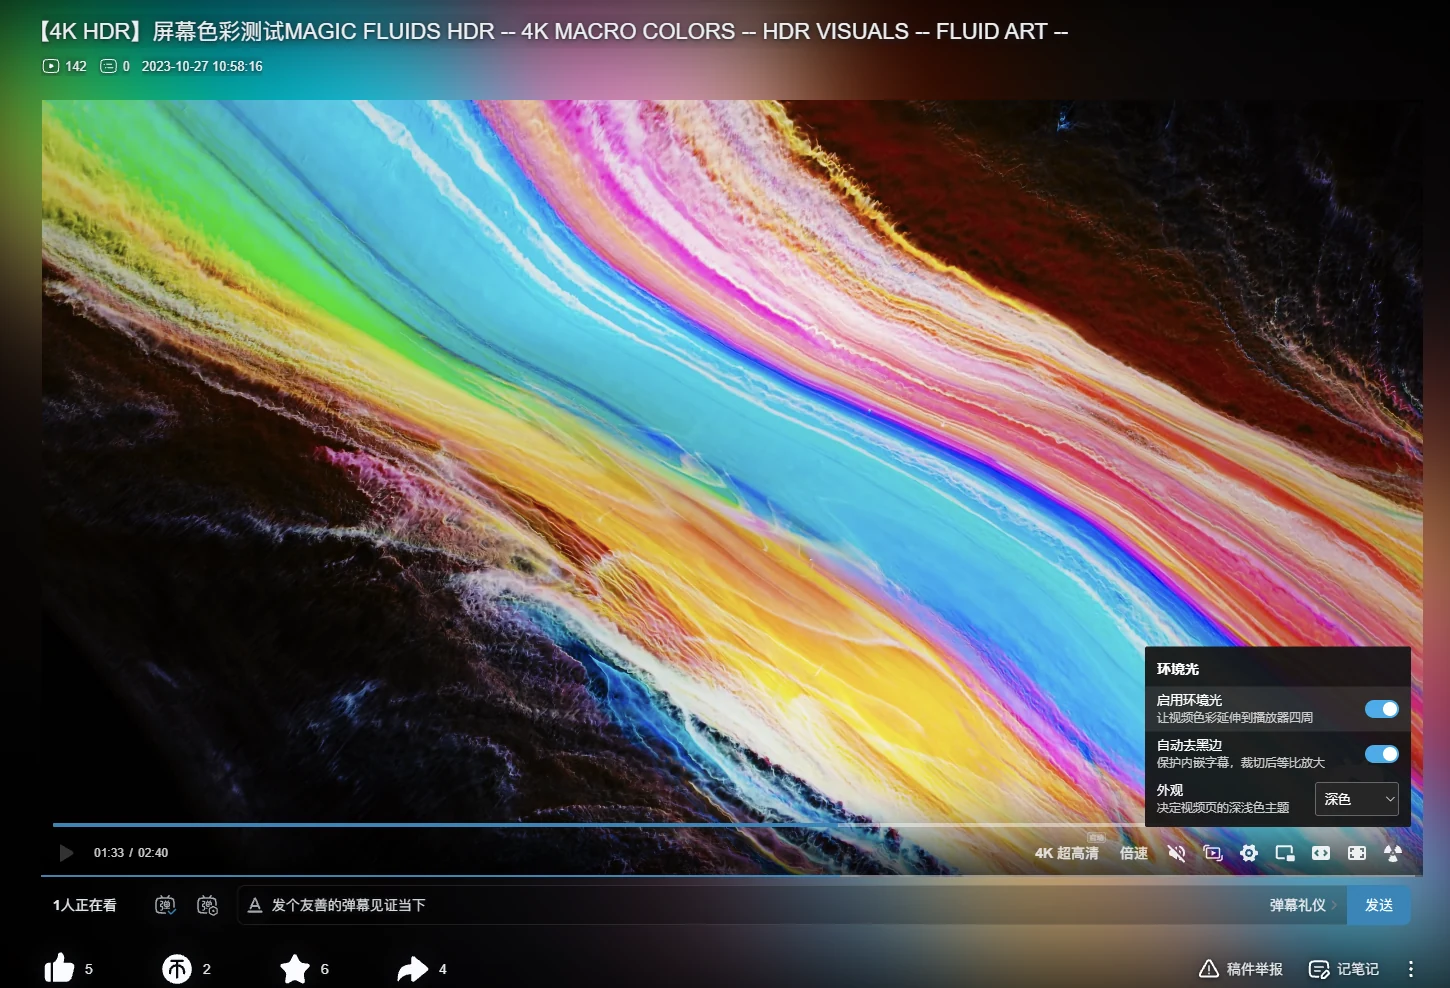 【4K HDR】屏幕色彩测试MAGIC FLUIDS HDR -- 4K MACRO COLORS -- HDR VISUALS -- FLUID ART --
142 0 2023-10-27 10:58:16
环境光
启用环境光
让视频色彩延伸到播放器四周
自动去黑边
保护内嵌字幕，裁切后等比放大
外观
决定视频页的深浅色主题
深色
01:33 / 02:40
4K 超高清 倍速
1人正在看 发个友善的弹幕见证当下 弹幕礼仪 发送
5 2 6 4 稿件举报 记笔记